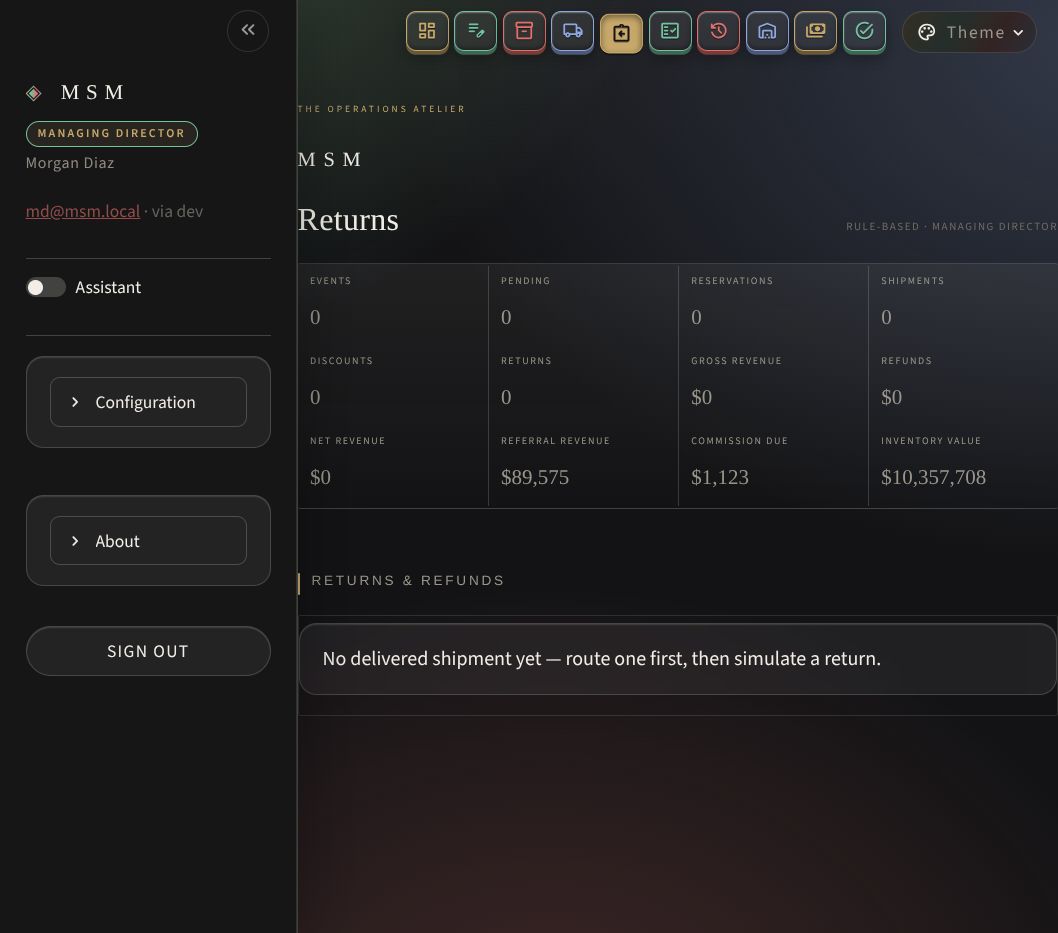 Theme
M S M
MANAGING DIRECTOR
Morgan Diaz
md@msm.local · via dev
Assistant
Configuration
About
SIGN OUT
THE OPERATIONS ATELIER
M S M
Returns
RULE-BASED · MANAGING DIRECTOR
EVENTS PENDING RESERVATIONS SHIPMENTS
0 0 0 0
DISCOUNTS RETURNS GROSS REVENUE REFUNDS
0 0 $0 $0
NET REVENUE REFERRAL REVENUE COMMISSION DUE INVENTORY VALUE
$0 $89,575 $1,123 $10,357,708
RETURNS & REFUNDS
No delivered shipment yet — route one first, then simulate a return.